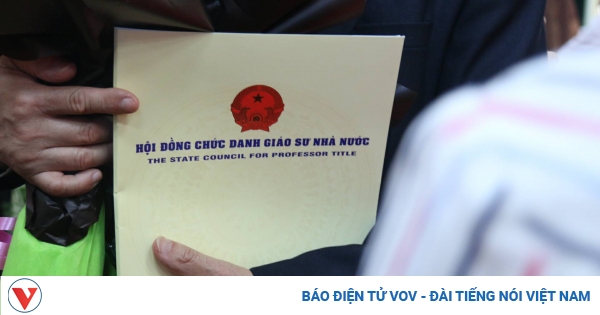 HỘI ĐỒNG CHỨC DANH GIÁO SƯ NHÀ NƯỚC
THE STATE COUNCIL FOR PROFESSOR TITLE
BÁO ĐIỆN TỬ VOV - ĐÀI TIẾNG NÓI VIỆT NAM